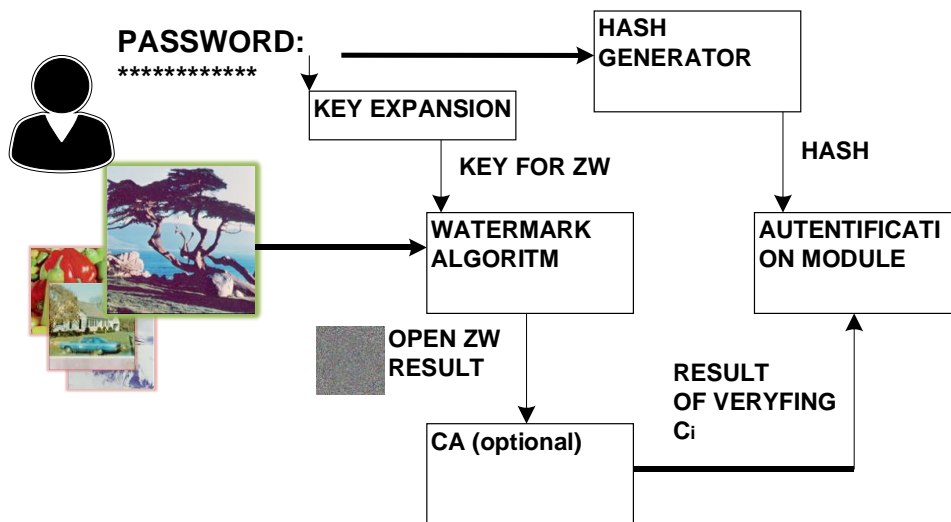 PASSWORD:
************
HASH
GENERATOR
KEY EXPANSION
KEY FOR ZW
HASH
WATERMARK
ALGORITM
AUTENTIFICATI
ON MODULE
OPEN ZW
RESULT
RESULT
OF VERYFING
Ci
CA (optional)